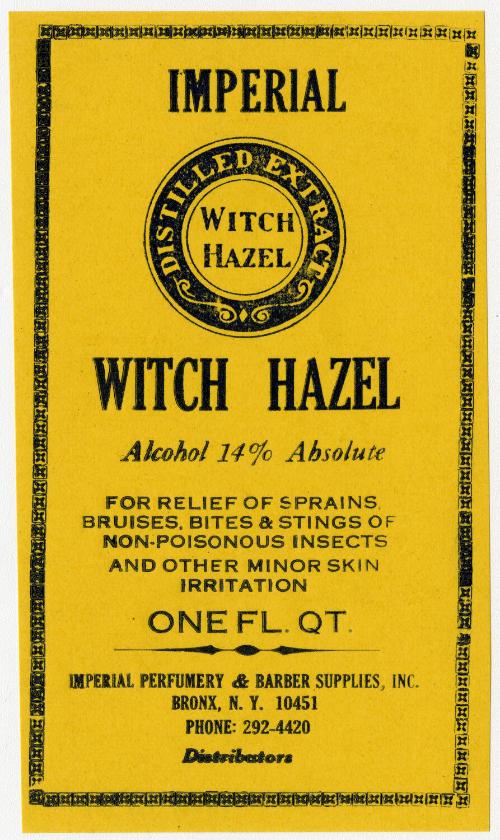 IMPERIAL
DISTILLED EXTRACT
WITCH
HAZEL
WITCH HAZEL
Alcohol 14% Absolute
FOR RELIEF OF SPRAINS,
BRUISES, BITES & STINGS OF
NON-POISONOUS INSECTS
AND OTHER MINOR SKIN
IRRITATION
ONE FL. QT.
IMPERIAL PERFUMERY & BARBER SUPPLIES, INC.
BRONX, N. Y. 10451
PHONE: 292-4420
Distributors